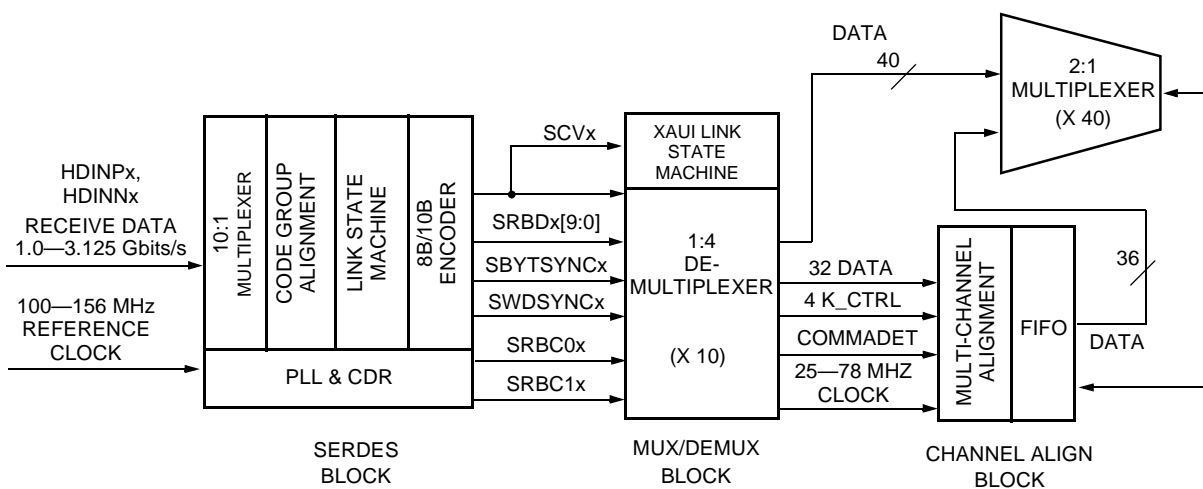 HDINPx,
HDINNx
RECEIVE DATA
1.0—3.125 Gbits/s
100—156 MHz
REFERENCE
CLOCK
10:1
MULTIPLEXER
CODE GROUP
ALIGNMENT
LINK STATE
MACHINE
8B/10B
ENCODER
PLL & CDR
SERDES
BLOCK
SCVx
SRBDx[9:0]
SBYTSYNCx
SWDSYNCx
SRBC0x
SRBC1x
XAUI LINK
STATE
MACHINE
1:4
DE-
MULTIPLEXER
(X 10)
MUX/DEMUX
BLOCK
DATA
40
32 DATA
4 K_CTRL
COMMADET
25—78 MHZ
CLOCK
MULTI-CHANNEL
ALIGNMENT
FIFO
CHANNEL ALIGN
BLOCK
36
DATA
2:1
MULTIPLEXER
(X 40)